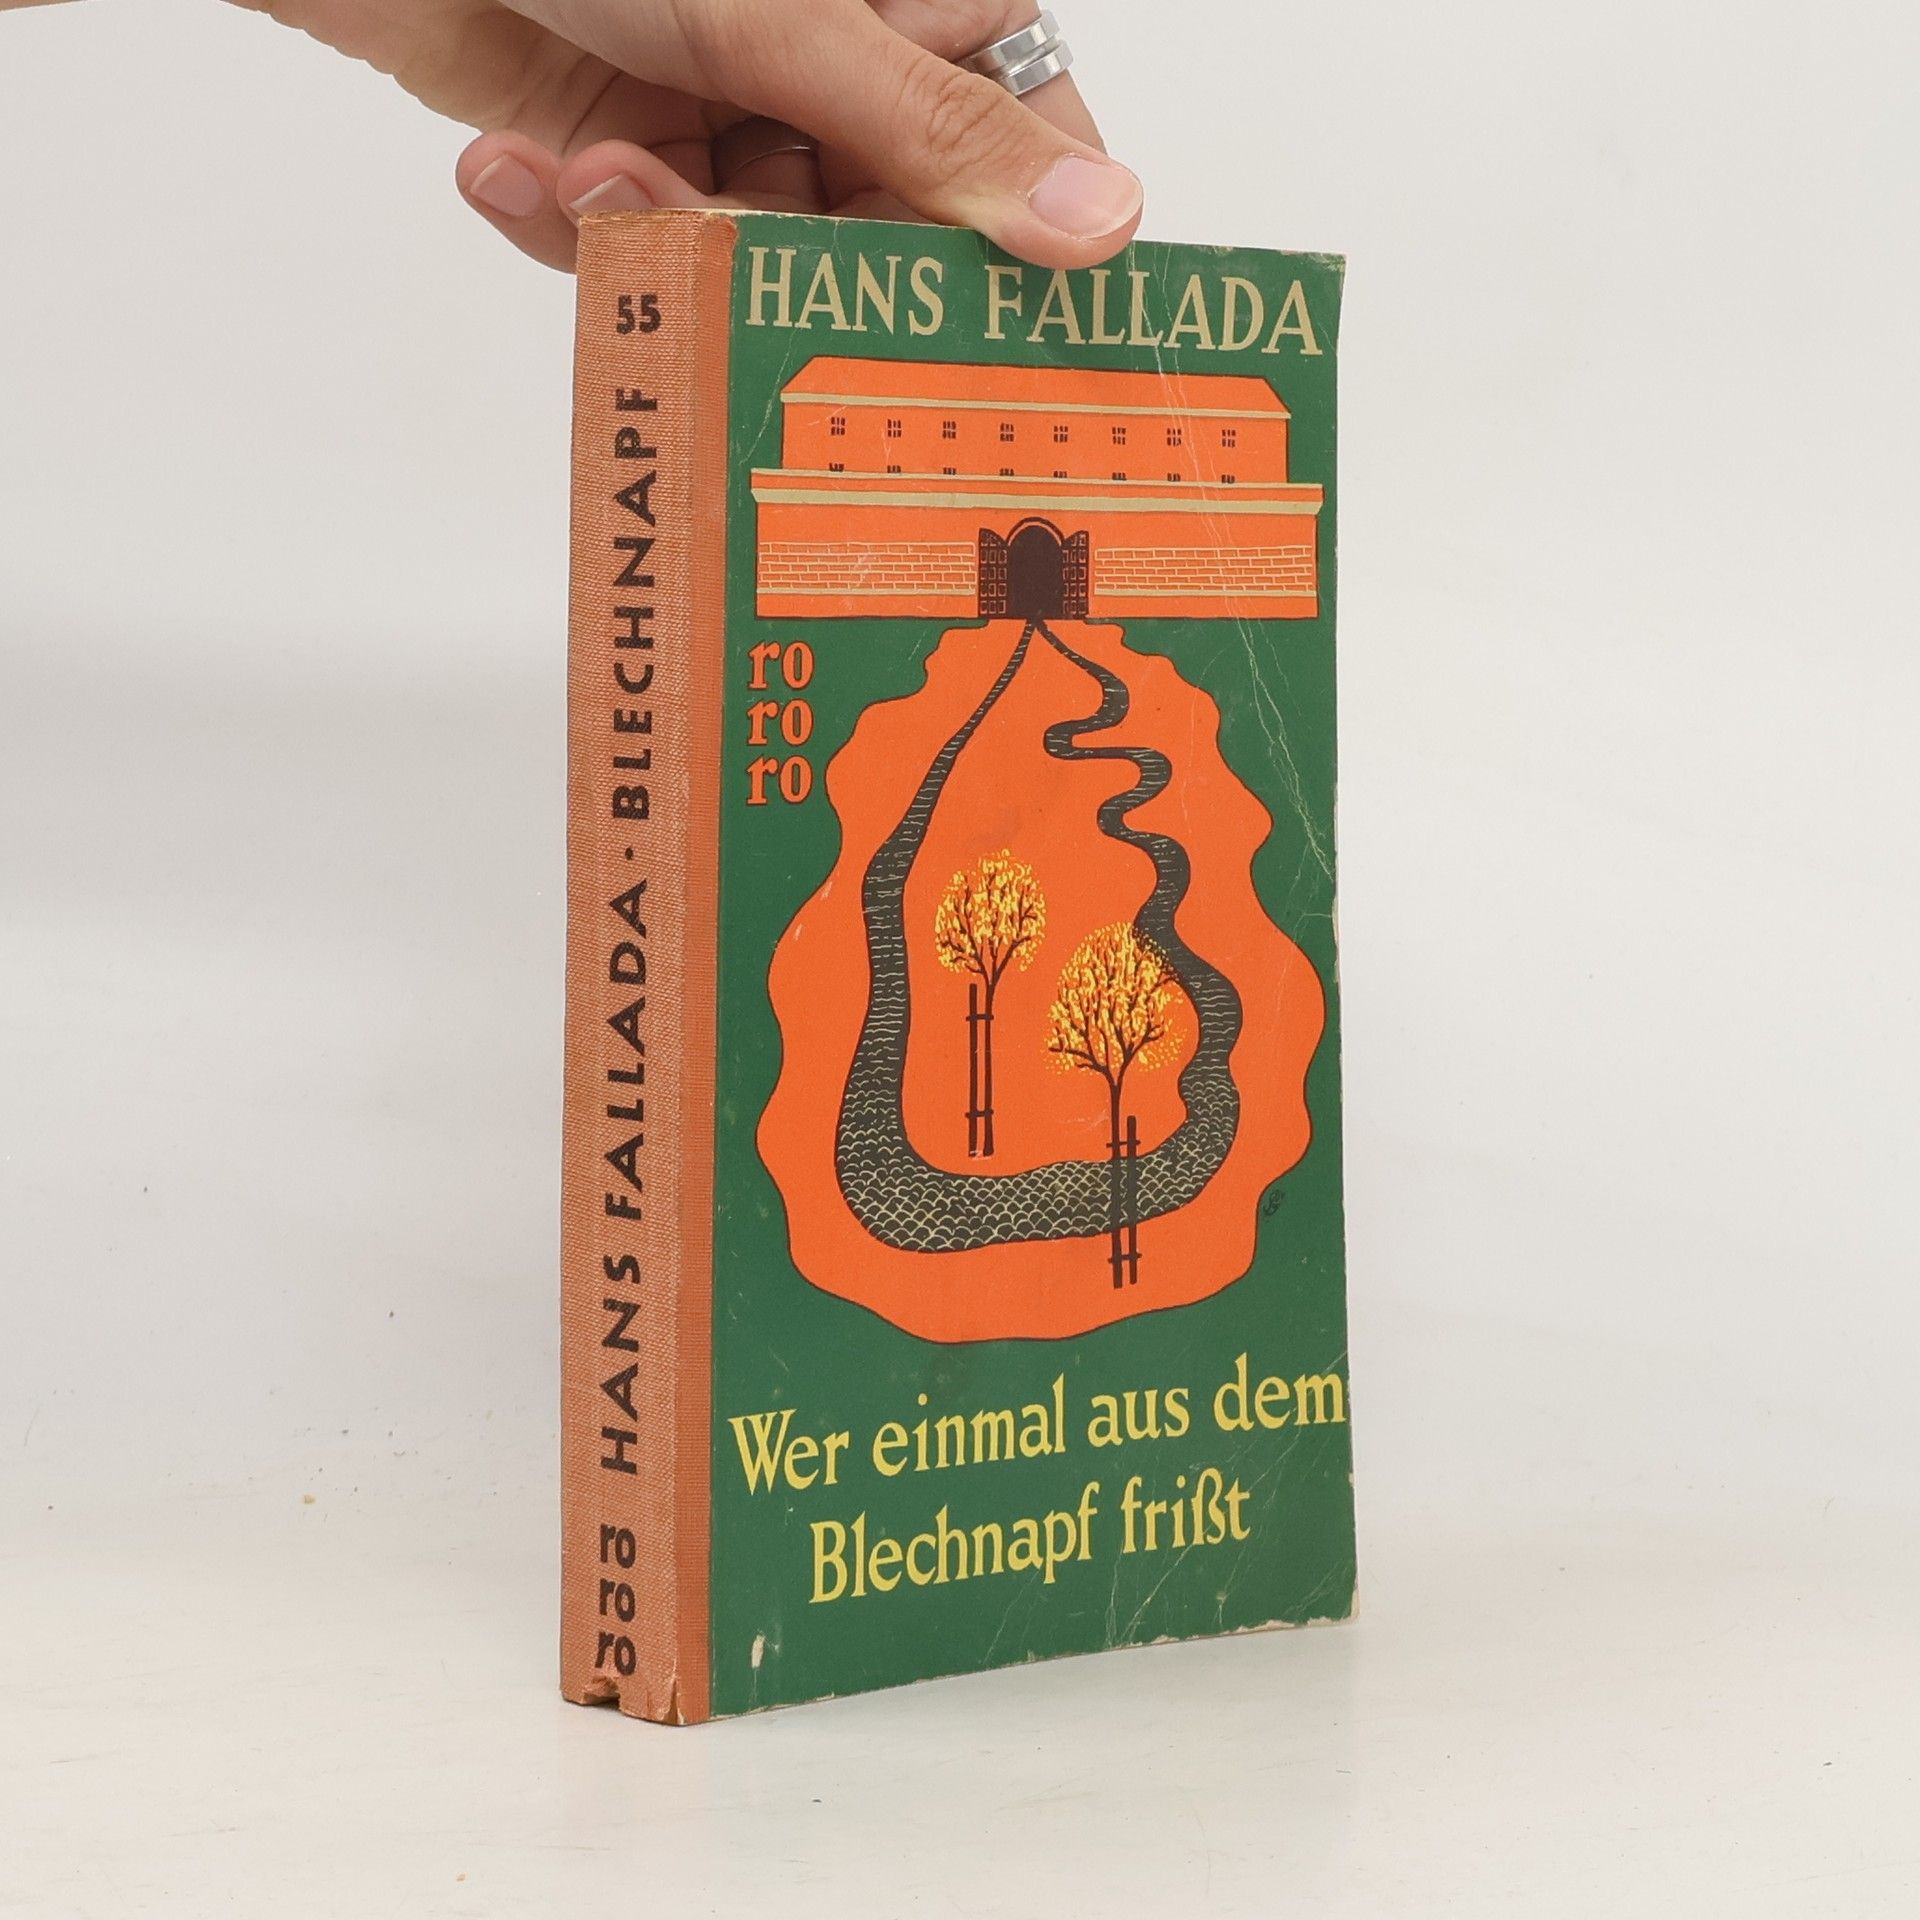 HANS FALLADA
ro
ro
ro
Wer einmal aus dem
Blechnapf frißt
55
HANS FALLADA · BLECHNAPF
ro
ro
ro